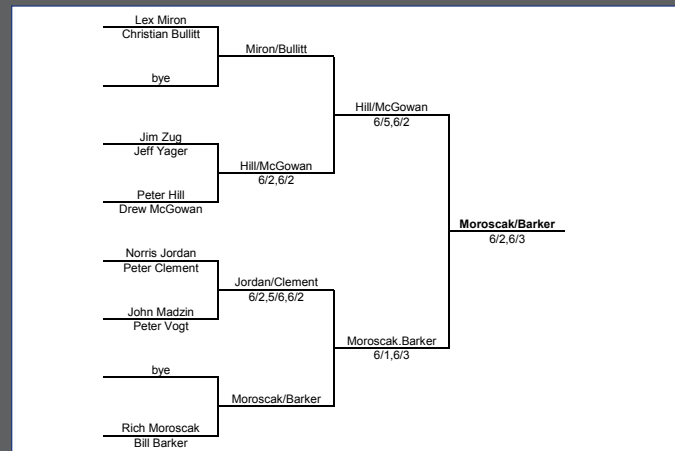 Lex Miron
Christian Bullitt
Miron/Bullitt
bye
Hill/McGowan
6/5,6/2
Jim Zug
Jeff Yager
Hill/McGowan
6/2,6/2
Peter Hill
Drew McGowan
Moroscak/Barker
6/2,6/3
Norris Jordan
Peter Clement
Jordan/Clement
6/2,5/6,6/2
John Madzin
Peter Vogt
Moroscak.Barker
6/1,6/3
bye
Moroscak/Barker
Rich Moroscak
Bill Barker